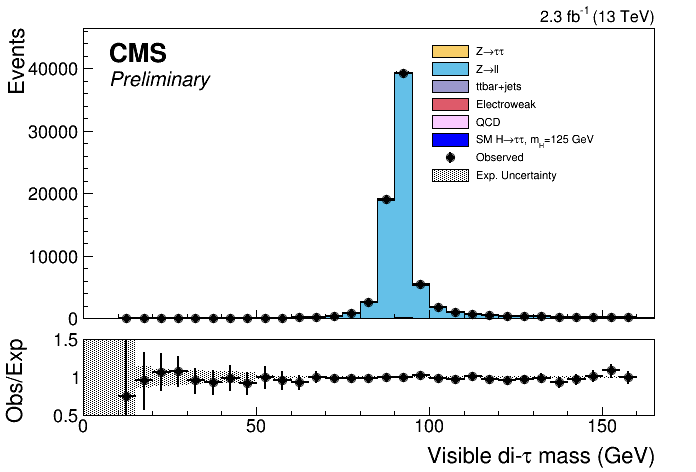 2.3 fb⁻¹ (13 TeV)
CMS
Preliminary
Events
40000
30000
20000
10000
0
Z→ττ
Z→ll
ttbar+jets
Electroweak
QCD
SM H→ττ, m_H=125 GeV
Observed
Exp. Uncertainty
Obs/Exp
1.5
1
0.5
0 50 100 150
Visible di-τ mass (GeV)